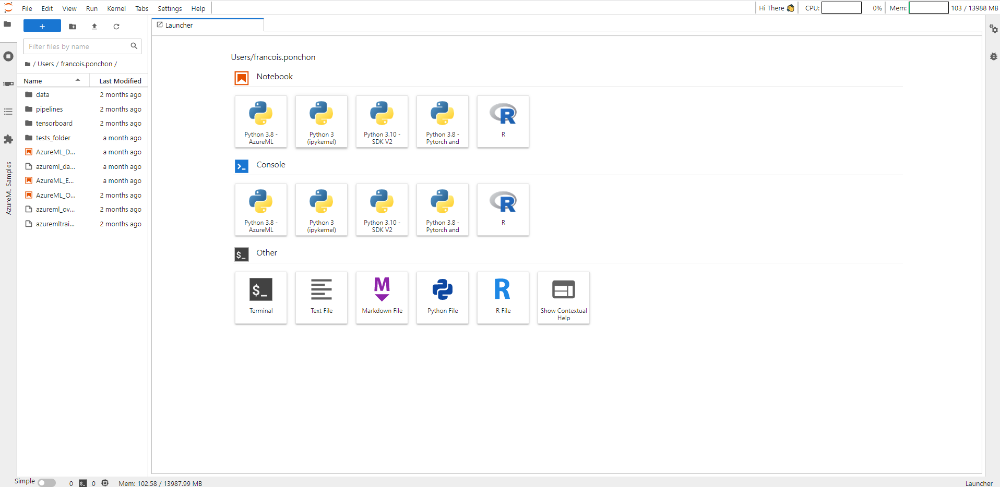 File Edit View Run Kernel Tabs Settings Help
Hi There 👋 CPU: 0% Mem: 103 / 13988 MB
+
Filter files by name
/ Users / francois.ponchon /
Name Last Modified
data 2 months ago
pipelines 2 months ago
tensorboard 2 months ago
tests_folder a month ago
AzureML_D... a month ago
azureml_da... a month ago
AzureML_E... a month ago
AzureML_O... 2 months ago
azureml_ov... 2 months ago
azuremltrai... 2 months ago
AzureML Samples
Launcher
Users/francois.ponchon
Notebook
Python 3.8 -
AzureML
Python 3
(ipykernel)
Python 3.10 -
SDK V2
Python 3.8 -
Pytorch and
R
R
Console
Python 3.8 -
AzureML
Python 3
(ipykernel)
Python 3.10 -
SDK V2
Python 3.8 -
Pytorch and
R
R
$_ Other
$_
Terminal
Text File
M
Markdown File
Python File
R
R File
Show Contextual
Help
Simple 0 $_ 0 Mem: 102.58 / 13987.99 MB
Launcher